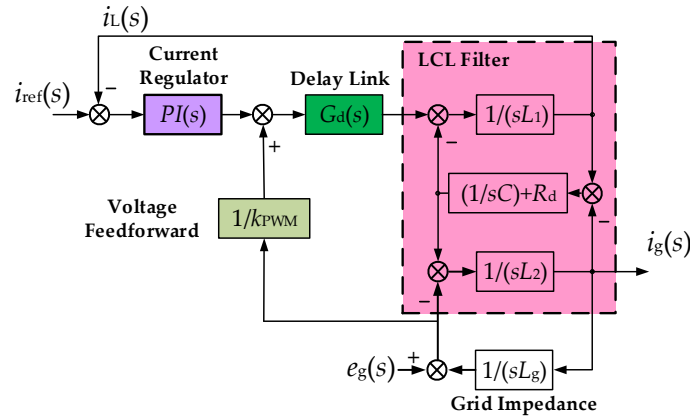 iL(s)
Current
Regulator
Delay Link
LCL Filter
iref(s)
−
PI(s)
Gd(s)
1/(sL1)
+
−
(1/sC)+Rd
−
Voltage
Feedforward
1/kPWM
ig(s)
1/(sL2)
−
eg(s)
+
1/(sLg)
Grid Impedance